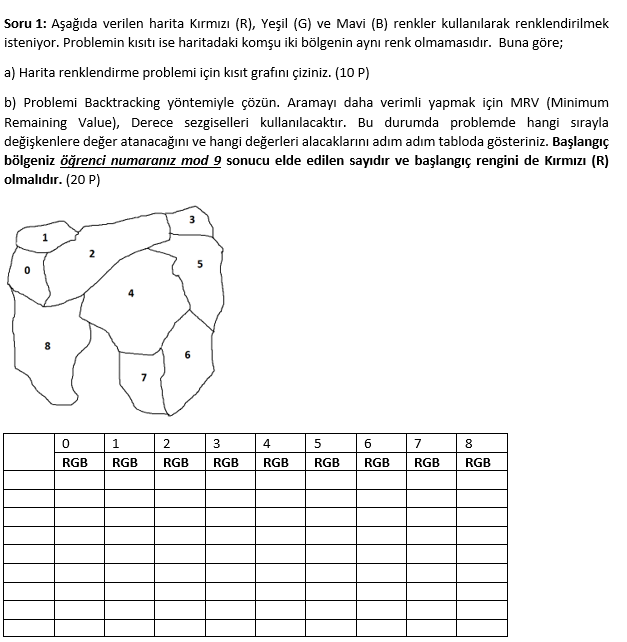 Soru 1: Aşağıda verilen harita Kırmızı (R), Yeşil (G) ve Mavi (B) renkler kullanılarak renklendirilmek
isteniyor. Problemin kısıtı ise haritadaki komşu iki bölgenin aynı renk olmamasıdır. Buna göre;
a) Harita renklendirme problemi için kısıt grafını çiziniz. (10 P)
b) Problemi Backtracking yöntemiyle çözün. Aramayı daha verimli yapmak için MRV (Minimum
Remaining Value), Derece sezgiselleri kullanılacaktır. Bu durumda problemde hangi sırayla
değişkenlere değer atanacağını ve hangi değerleri alacaklarını adım adım tabloda gösteriniz. Başlangıç
bölgeniz öğrenci numaranız mod 9 sonucu elde edilen sayıdır ve başlangıç rengini de Kırmızı (R)
olmalıdır. (20 P)
3
1
2
5
0
4
8
6
7
0 1 2 3 4 5 6 7 8
RGB RGB RGB RGB RGB RGB RGB RGB RGB